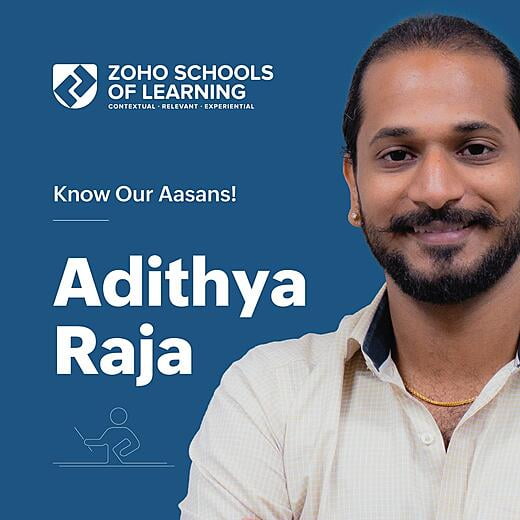 ZOHO SCHOOLS
OF LEARNING
CONTEXTUAL · RELEVANT · EXPERIENTIAL
Know Our Aasans!
Adithya
Raja